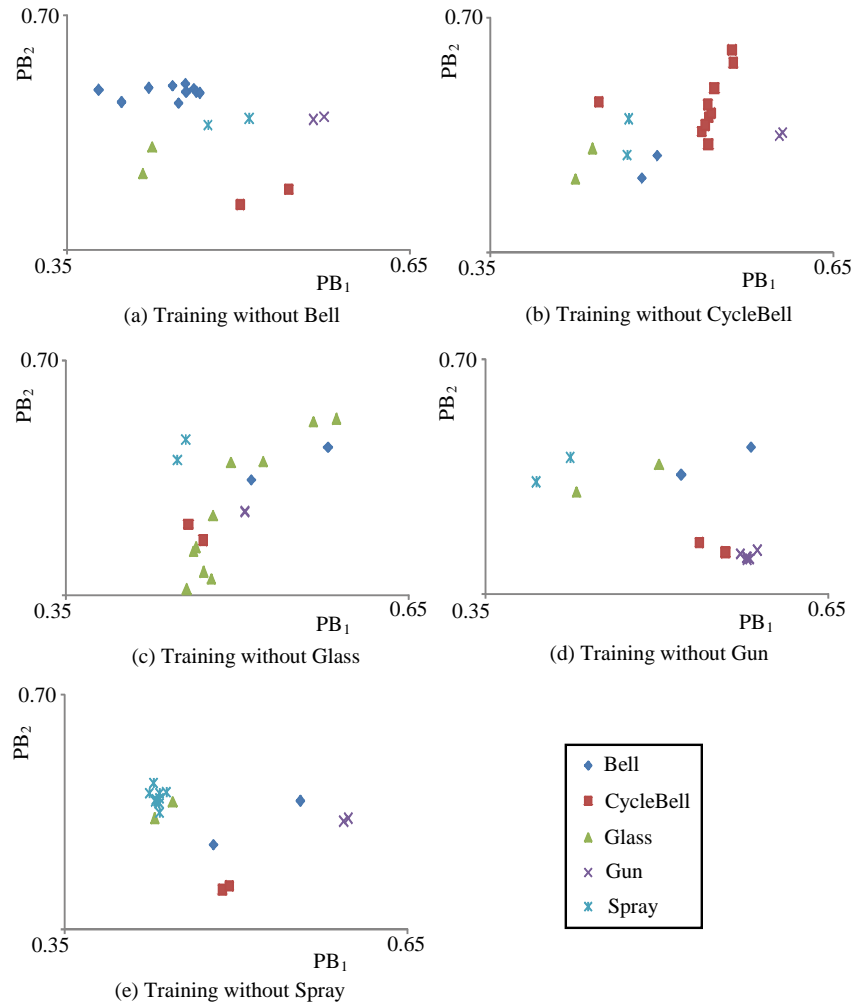 0.70
PB₂
0.35
0.65
PB₁
(a) Training without Bell
0.70
PB₂
0.35
0.65
PB₁
(b) Training without CycleBell
0.70
PB₂
0.35
0.65
PB₁
(c) Training without Glass
0.70
PB₂
0.35
0.65
PB₁
(d) Training without Gun
0.70
PB₂
0.35
0.65
PB₁
(e) Training without Spray
Bell
CycleBell
Glass
Gun
Spray